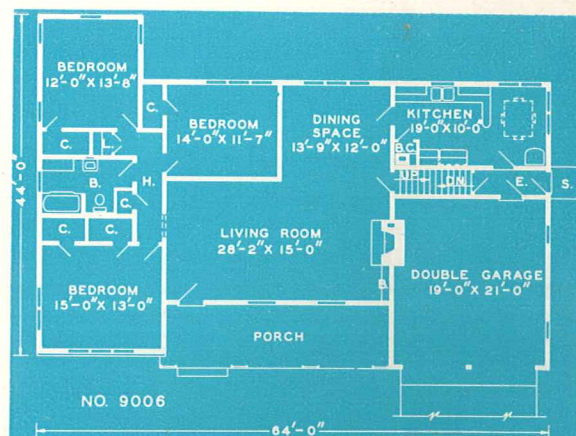 BEDROOM
12'-0" X 13'-8"
C.
BEDROOM
14'-0" X 11'-7"
DINING
SPACE
13'-9" X 12'-0"
KITCHEN
19'-0" X 10'-0"
B.C.
C.
L.
B.
H.
C.
UP
DN.
E.
S.
44'-0"
C.
C.
LIVING ROOM
28'-2" X 15'-0"
BEDROOM
15'-0" X 13'-0"
B.
DOUBLE GARAGE
19'-0" X 21'-0"
PORCH
NO. 9006
64'-0"